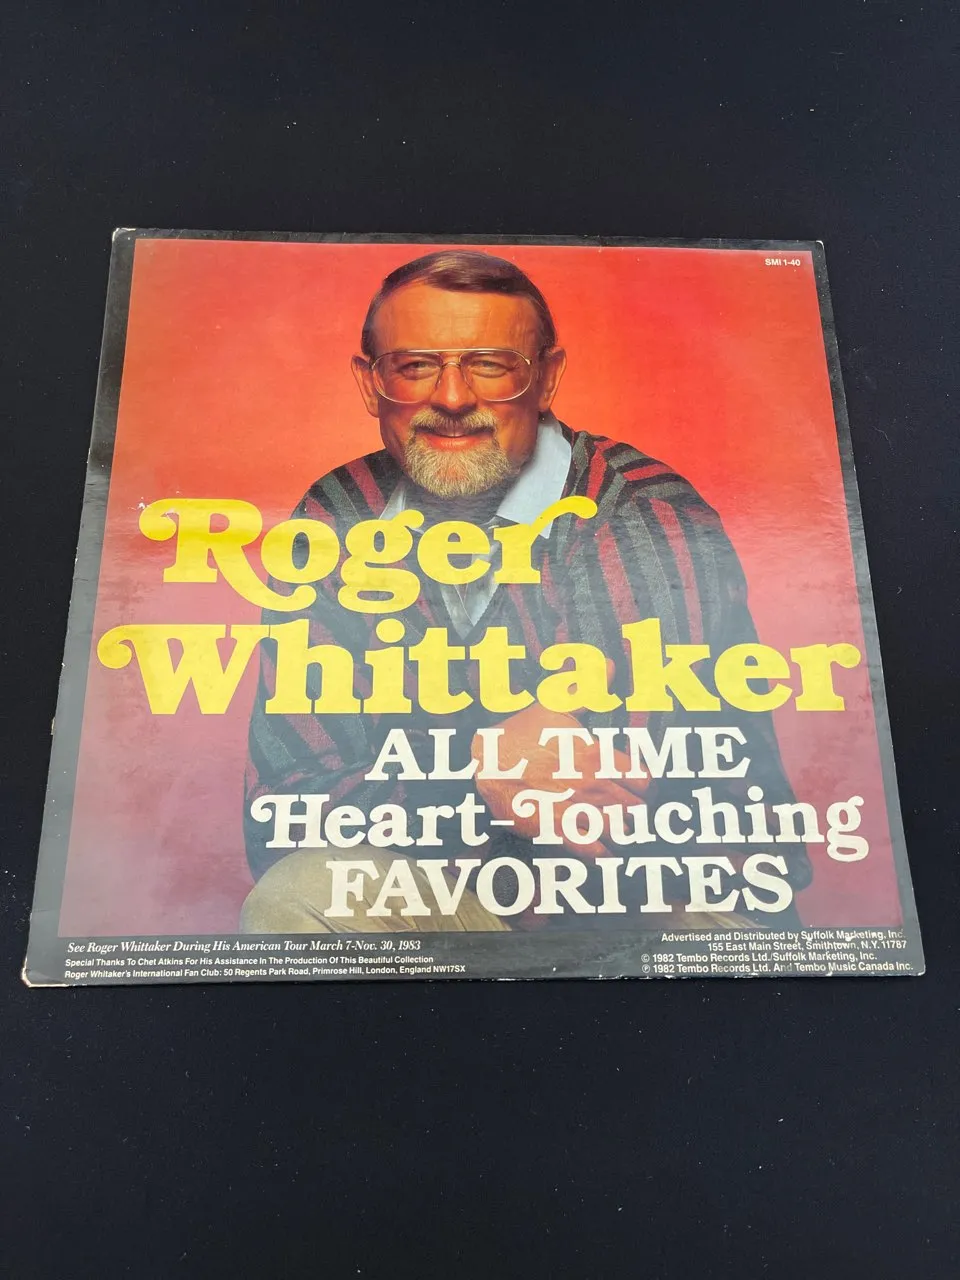 SMI 1-40
Roger
Whittaker
ALL TIME
Heart-Touching
FAVORITES
See Roger Whittaker During His American Tour March 7-Nov. 30, 1983
Special Thanks To Chet Atkins For His Assistance In The Production Of This Beautiful Collection
Roger Whittaker's International Fan Club: 50 Regents Park Road, Primrose Hill, London, England NW17SX
Advertised and Distributed by Suffolk Marketing, Inc.
155 East Main Street, Smithtown, N.Y. 11787
© 1982 Tembo Records Ltd./Suffolk Marketing, Inc.
℗ 1982 Tembo Records Ltd. And Tembo Music Canada Inc.